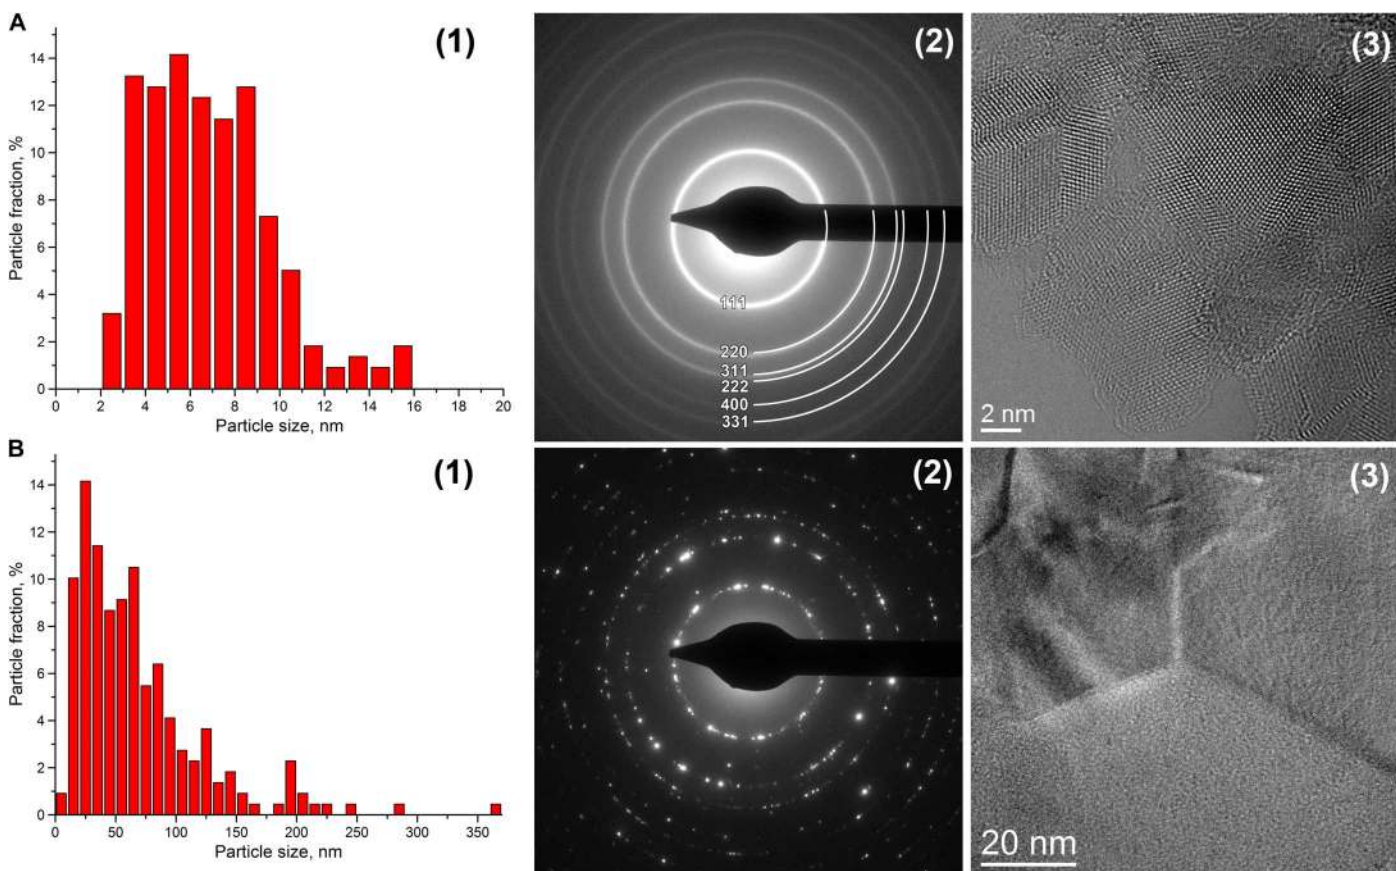 A
(1)
Particle fraction, %
14
12
10
8
6
4
2
0
0 2 4 6 8 10 12 14 16 18 20
Particle size, nm
(2)
111
220
311
222
400
331
(3)
2 nm
B
(1)
Particle fraction, %
14
12
10
8
6
4
2
0
0 50 100 150 200 250 300 350
Particle size, nm
(2)
(3)
20 nm